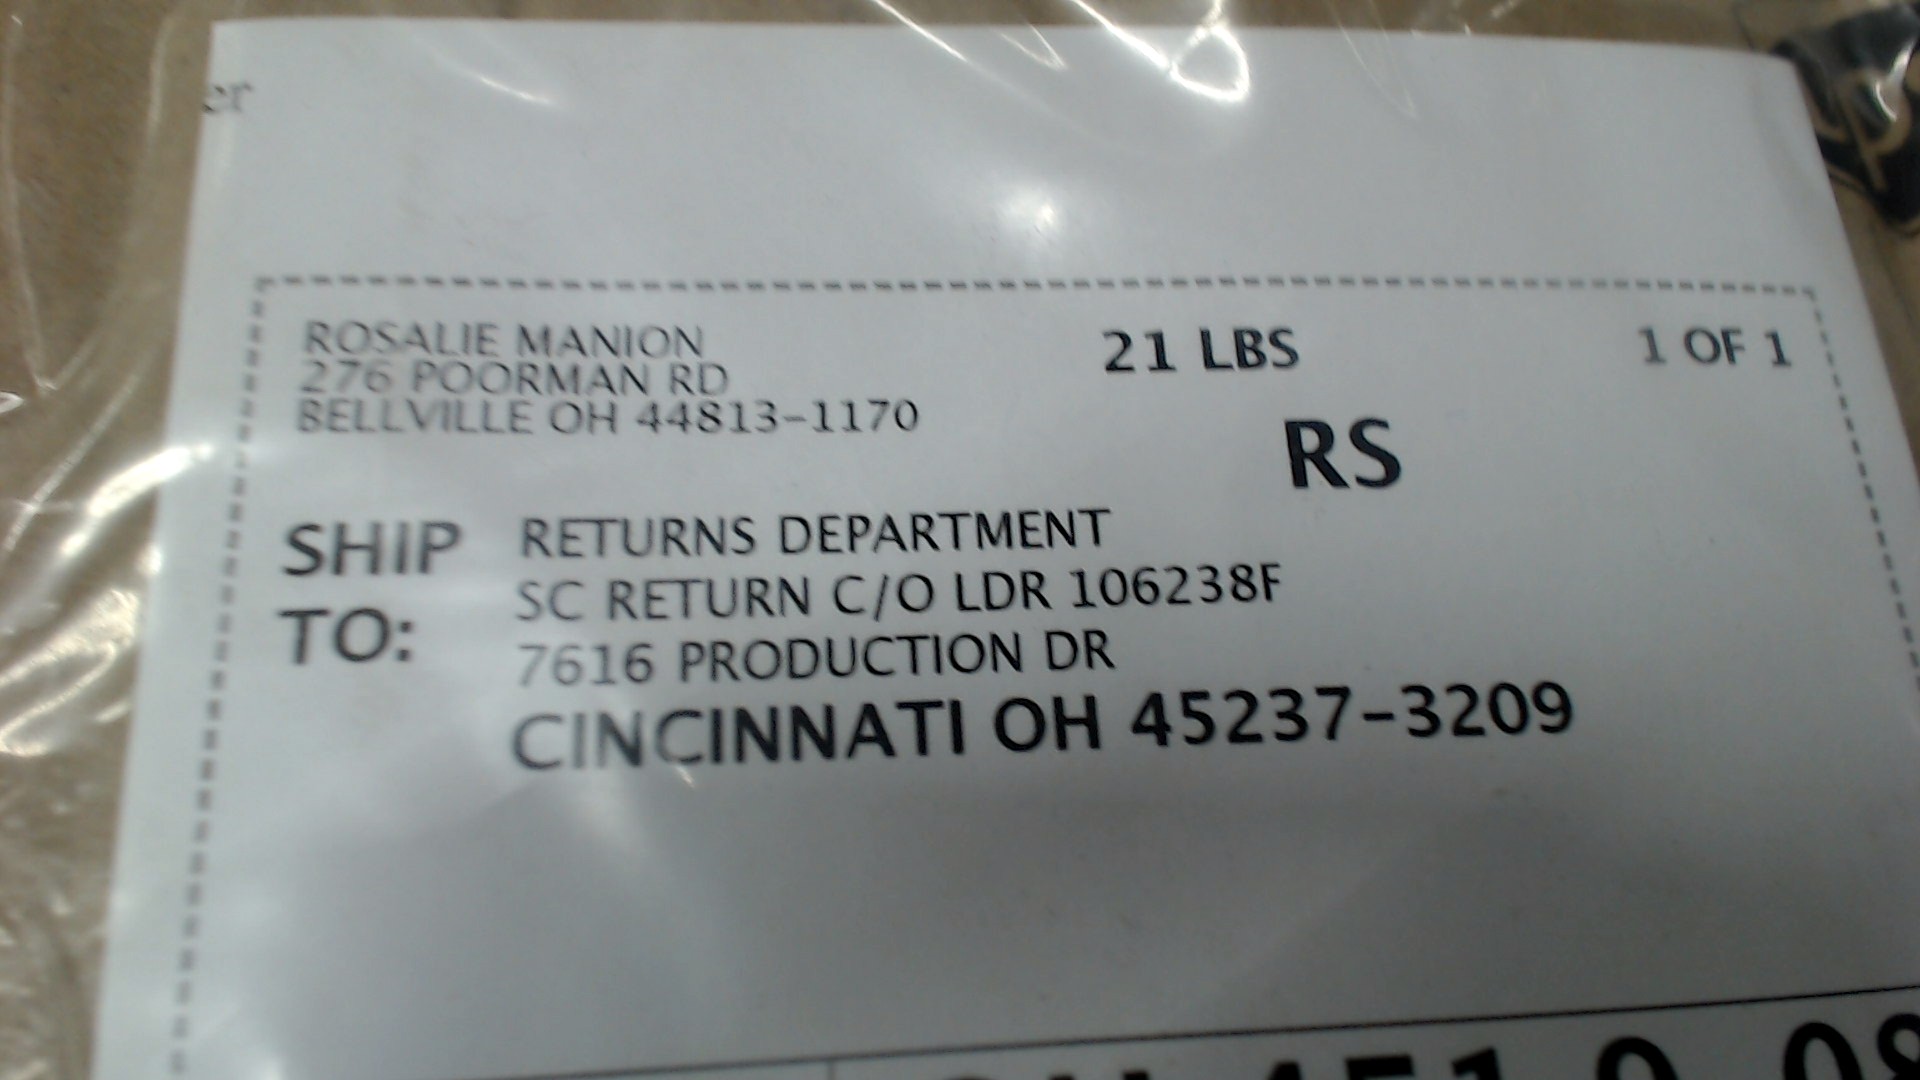 er
ROSALIE MANION
276 POORMAN RD
BELLVILLE OH 44813-1170
21 LBS
1 OF 1
RS
SHIP TO:
RETURNS DEPARTMENT
SC RETURN C/O LDR 106238F
7616 PRODUCTION DR
CINCINNATI OH 45237-3209